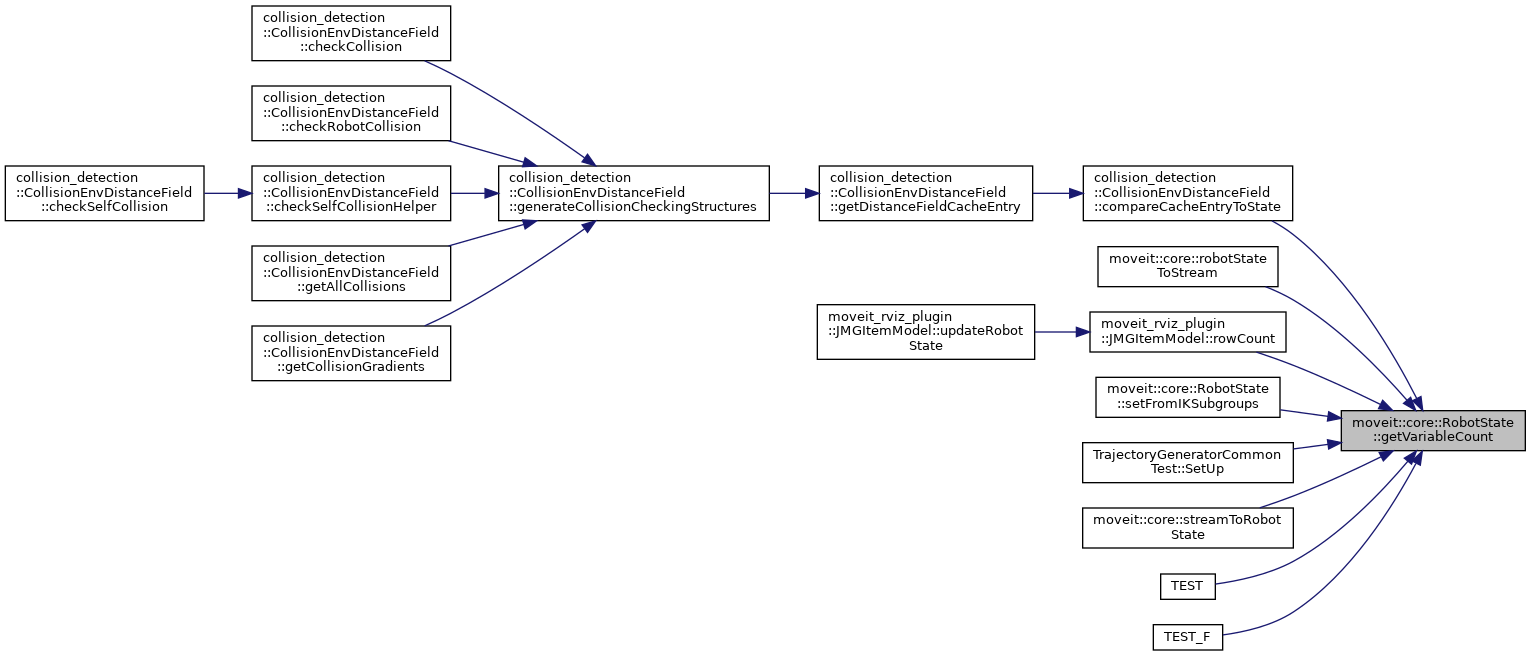 collision_detection
::CollisionEnvDistanceField
::checkCollision
collision_detection
::CollisionEnvDistanceField
::checkRobotCollision
collision_detection
::CollisionEnvDistanceField
::checkSelfCollision
collision_detection
::CollisionEnvDistanceField
::checkSelfCollisionHelper
collision_detection
::CollisionEnvDistanceField
::generateCollisionCheckingStructures
collision_detection
::CollisionEnvDistanceField
::getDistanceFieldCacheEntry
collision_detection
::CollisionEnvDistanceField
::compareCacheEntryToState
collision_detection
::CollisionEnvDistanceField
::getAllCollisions
moveit::core::robotState
ToStream
collision_detection
::CollisionEnvDistanceField
::getCollisionGradients
moveit_rviz_plugin
::JMGItemModel::updateRobot
State
moveit_rviz_plugin
::JMGItemModel::rowCount
moveit::core::RobotState
::setFromIKSubgroups
moveit::core::RobotState
::getVariableCount
TrajectoryGeneratorCommon
Test::SetUp
moveit::core::streamToRobot
State
TEST
TEST_F